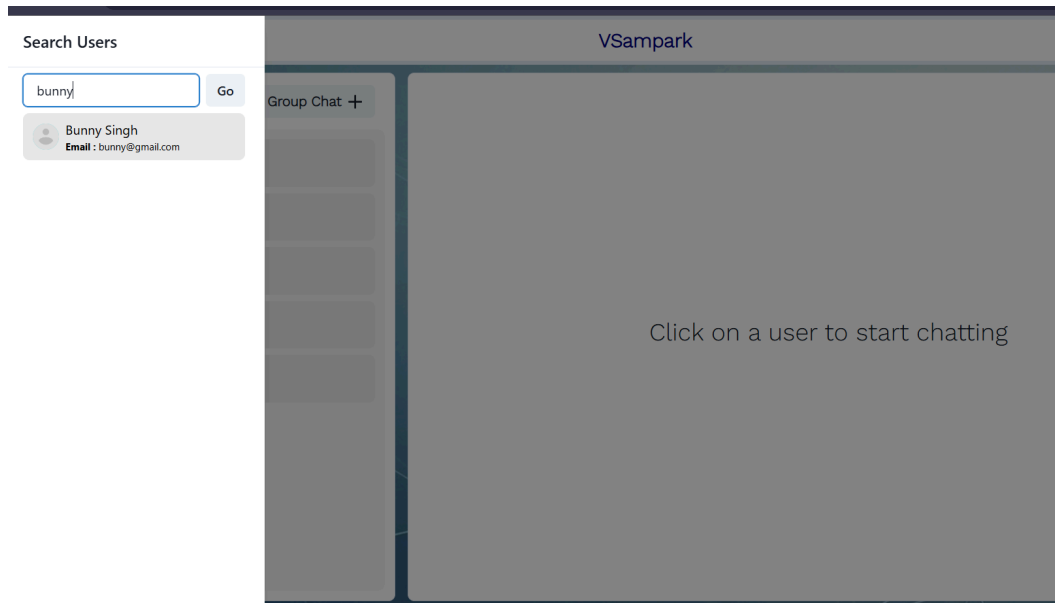 Search Users
VSampark
bunny
Go
Group Chat +
Bunny Singh
Email : bunny@gmail.com
Click on a user to start chatting